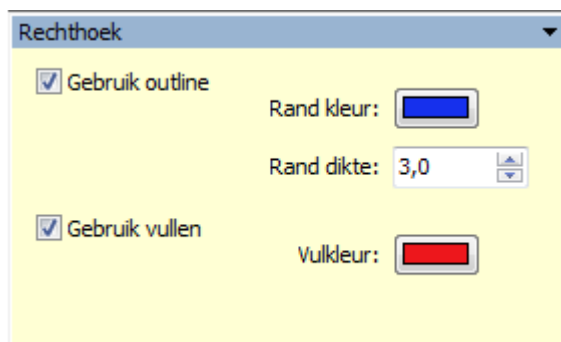 Rechthoek
Gebruik outline
Rand kleur:
Rand dikte: 3,0
Gebruik vullen
Vulkleur: